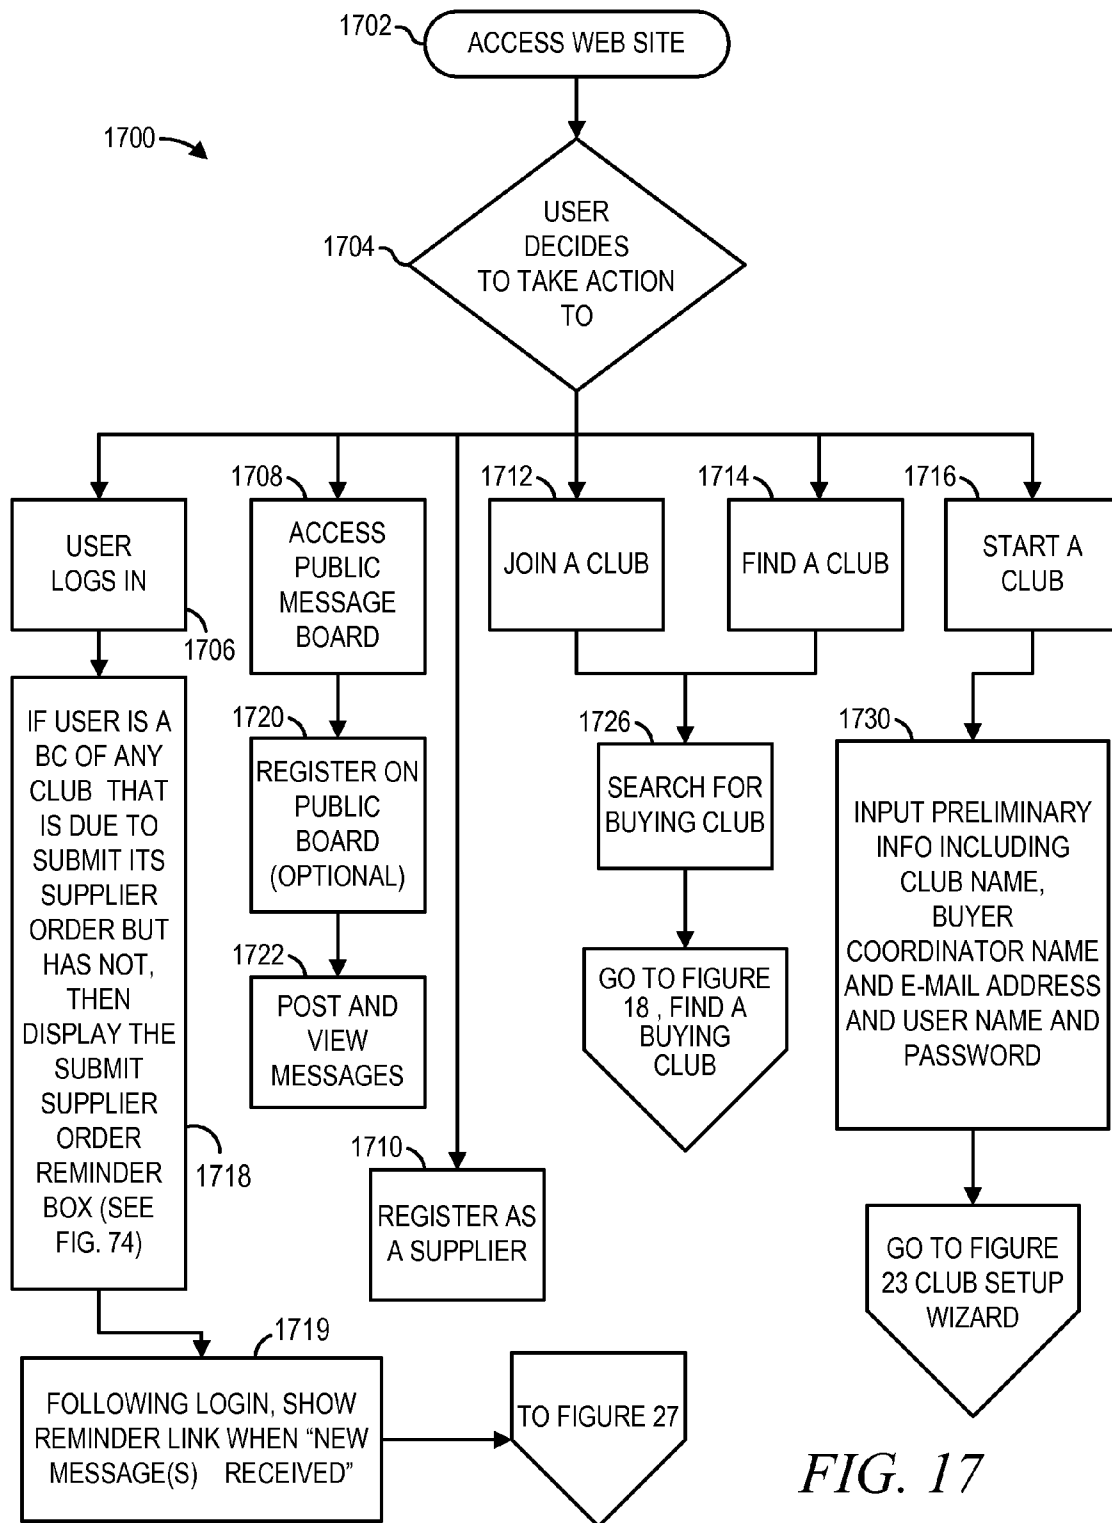 1702
ACCESS WEB SITE
1700
1704
USER
DECIDES
TO TAKE ACTION
TO
USER
LOGS IN
1706
1708
ACCESS
PUBLIC
MESSAGE
BOARD
1712
JOIN A CLUB
1714
FIND A CLUB
1716
START A
CLUB
IF USER IS A
BC OF ANY
CLUB THAT
IS DUE TO
SUBMIT ITS
SUPPLIER
ORDER BUT
HAS NOT,
THEN
DISPLAY THE
SUBMIT
SUPPLIER
ORDER
REMINDER
BOX (SEE
FIG. 74)
1718
1720
REGISTER ON
PUBLIC
BOARD
(OPTIONAL)
1722
POST AND
VIEW
MESSAGES
1710
REGISTER AS
A SUPPLIER
1726
SEARCH FOR
BUYING CLUB
GO TO FIGURE
18 , FIND A
BUYING
CLUB
1730
INPUT PRELIMINARY
INFO INCLUDING
CLUB NAME,
BUYER
COORDINATOR NAME
AND E-MAIL ADDRESS
AND USER NAME AND
PASSWORD
GO TO FIGURE
23 CLUB SETUP
WIZARD
1719
FOLLOWING LOGIN, SHOW
REMINDER LINK WHEN “NEW
MESSAGE(S) RECEIVED”
TO FIGURE 27
FIG. 17